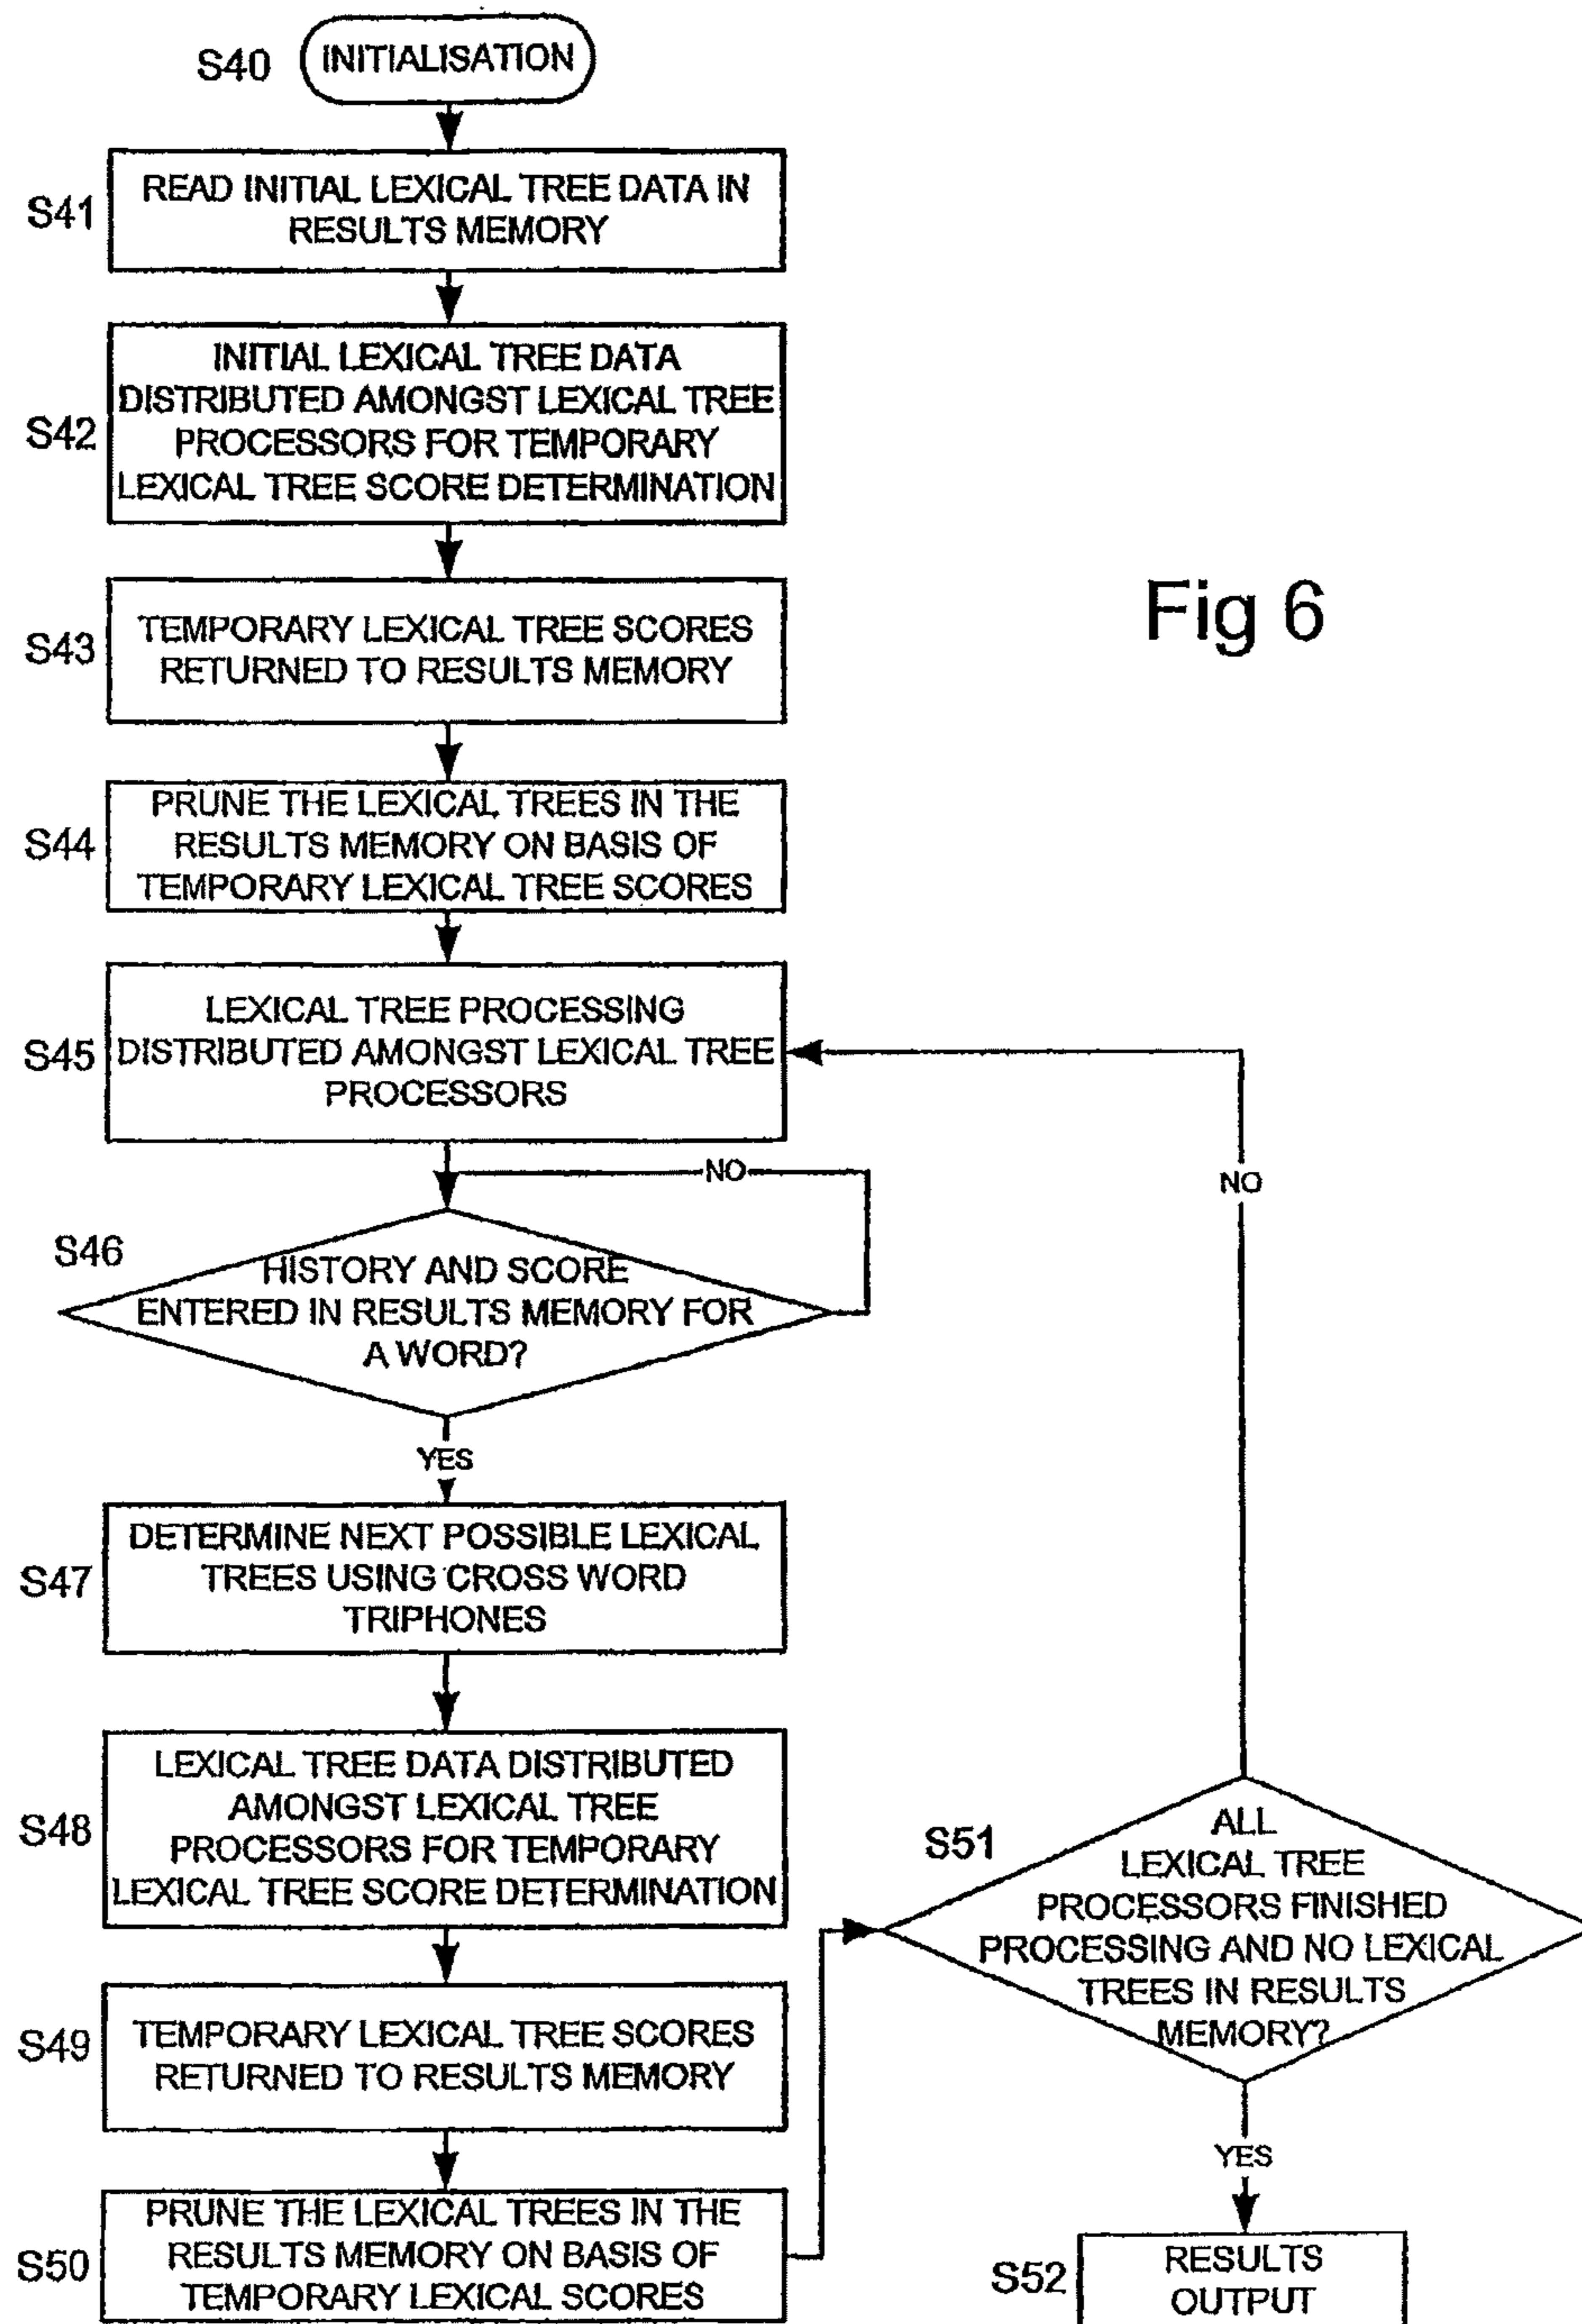 S40
INITIALISATION
S41
READ INITIAL LEXICAL TREE DATA IN
RESULTS MEMORY
S42
INITIAL LEXICAL TREE DATA
DISTRIBUTED AMONGST LEXICAL TREE
PROCESSORS FOR TEMPORARY
LEXICAL TREE SCORE DETERMINATION
Fig 6
S43
TEMPORARY LEXICAL TREE SCORES
RETURNED TO RESULTS MEMORY
S44
PRUNE THE LEXICAL TREES IN THE
RESULTS MEMORY ON BASIS OF
TEMPORARY LEXICAL TREE SCORES
S45
LEXICAL TREE PROCESSING
DISTRIBUTED AMONGST LEXICAL TREE
PROCESSORS
NO
NO
S46
HISTORY AND SCORE
ENTERED IN RESULTS MEMORY FOR
A WORD?
YES
S47
DETERMINE NEXT POSSIBLE LEXICAL
TREES USING CROSS WORD
TRIPHONES
S48
LEXICAL TREE DATA DISTRIBUTED
AMONGST LEXICAL TREE
PROCESSORS FOR TEMPORARY
LEXICAL TREE SCORE DETERMINATION
S49
TEMPORARY LEXICAL TREE SCORES
RETURNED TO RESULTS MEMORY
S50
PRUNE THE LEXICAL TREES IN THE
RESULTS MEMORY ON BASIS OF
TEMPORARY LEXICAL SCORES
S51
ALL
LEXICAL TREE
PROCESSORS FINISHED
PROCESSING AND NO LEXICAL
TREES IN RESULTS
MEMORY?
YES
S52
RESULTS
OUTPUT